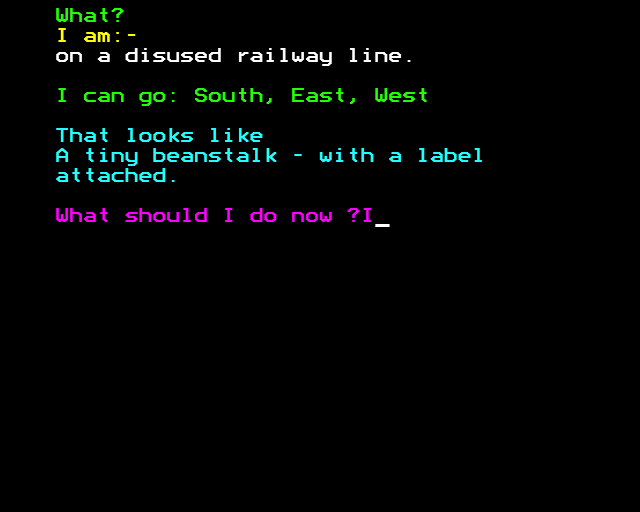 What?
I am:-
on a disused railway line.
I can go: South, East, West
That looks like
A tiny beanstalk - with a label
attached.
What should I do now ?I_